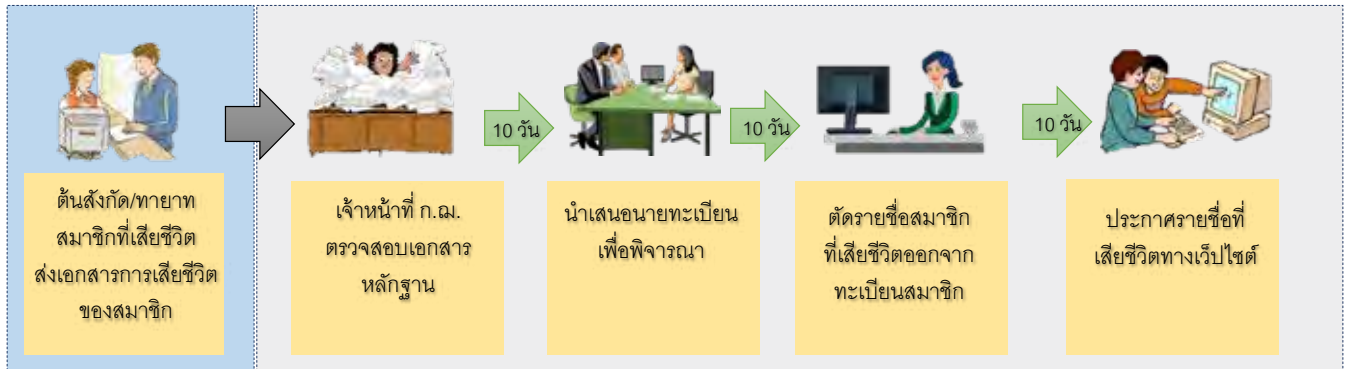 ต้นสังกัด/ทายาท
สมาชิกที่เสียชีวิต
ส่งเอกสารการเสียชีวิต
ของสมาชิก
เจ้าหน้าที่ ก.ฌ.
ตรวจสอบเอกสาร
หลักฐาน
10 วัน
นำเสนอนายทะเบียน
เพื่อพิจารณา
10 วัน
ตัดรายชื่อสมาชิก
ที่เสียชีวิตออกจาก
ทะเบียนสมาชิก
10 วัน
ประกาศรายชื่อที่
เสียชีวิตทางเว็ปไซต์